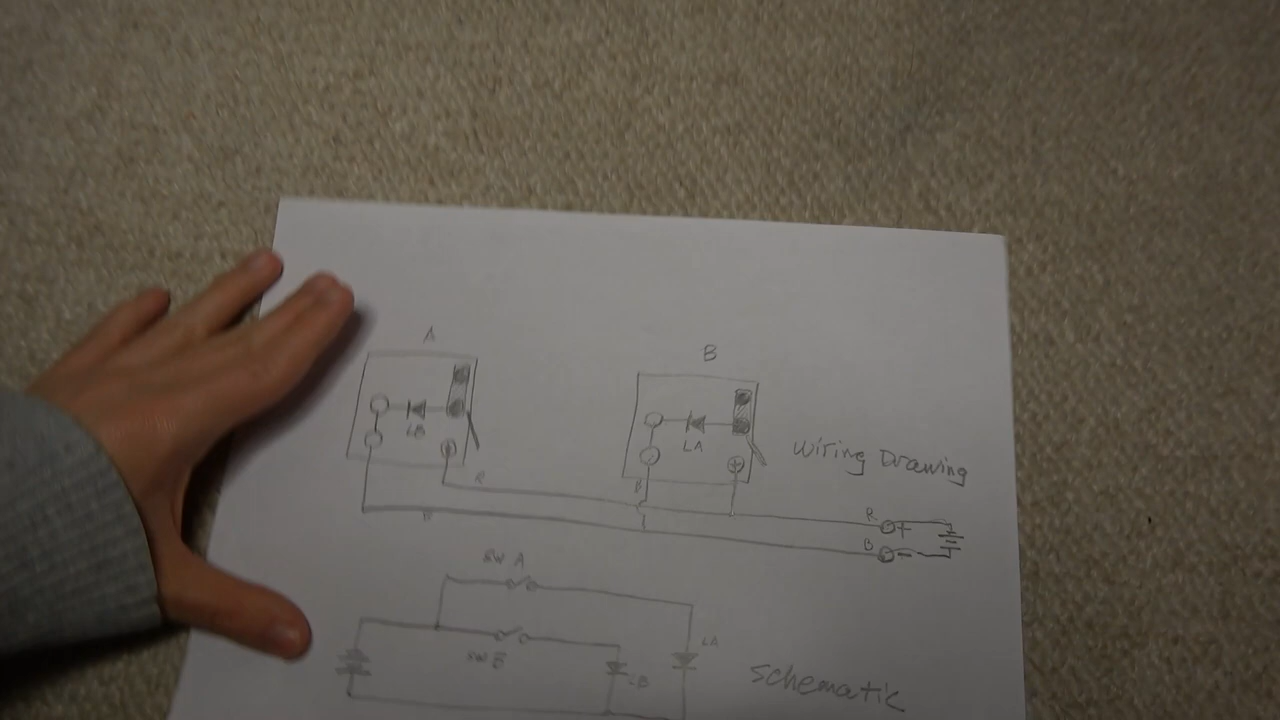 A
B
LB
LA
Wiring Drawing
R
B
B
R
+
B
-
SW A
LA
SW B
LB
Schematic